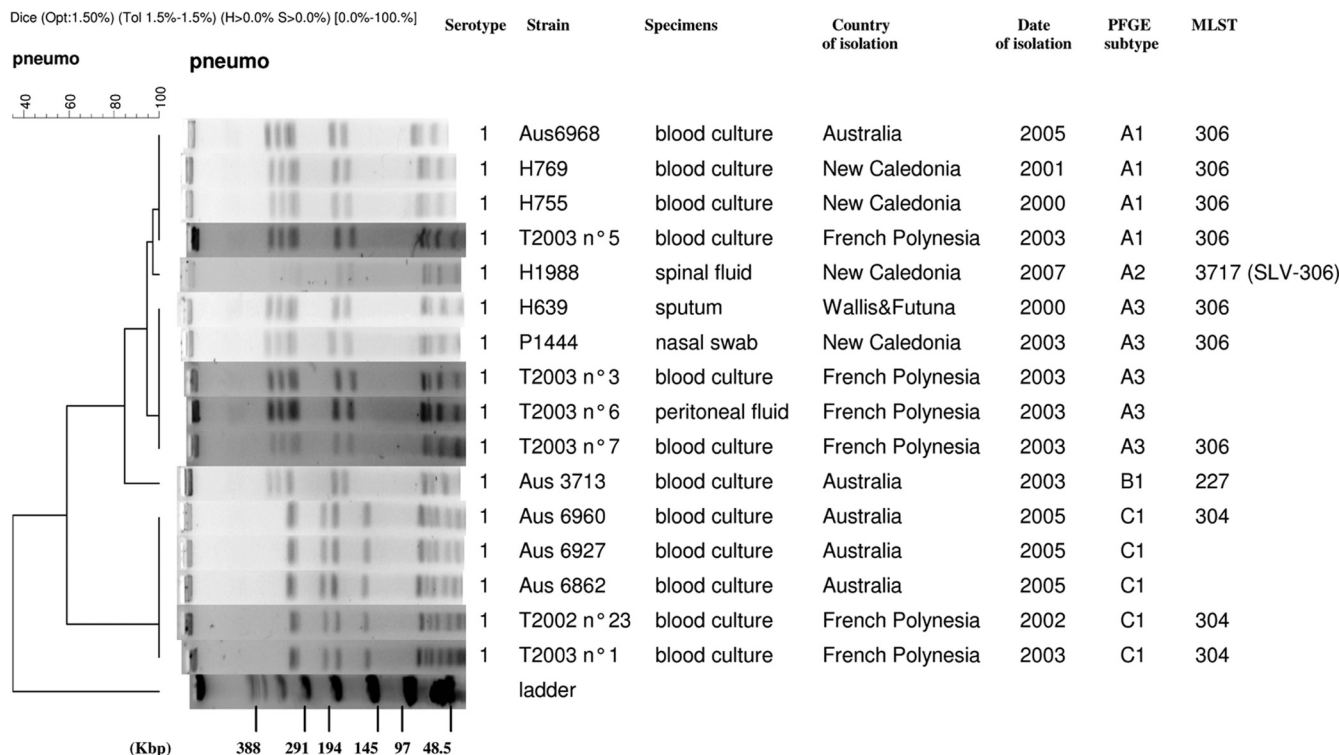 Dice (Opt:1.50%) (Tol 1.5%-1.5%) (H>0.0% S>0.0%) [0.0%-100.%]
Serotype Strain Specimens Country of isolation Date of isolation PFGE subtype MLST
pneumo pneumo
40 60 80 100
1 Aus6968 blood culture Australia 2005 A1 306
1 H769 blood culture New Caledonia 2001 A1 306
1 H755 blood culture New Caledonia 2000 A1 306
1 T2003 n°5 blood culture French Polynesia 2003 A1 306
1 H1988 spinal fluid New Caledonia 2007 A2 3717 (SLV-306)
1 H639 sputum Wallis&Futuna 2000 A3 306
1 P1444 nasal swab New Caledonia 2003 A3 306
1 T2003 n°3 blood culture French Polynesia 2003 A3
1 T2003 n°6 peritoneal fluid French Polynesia 2003 A3
1 T2003 n°7 blood culture French Polynesia 2003 A3 306
1 Aus 3713 blood culture Australia 2003 B1 227
1 Aus 6960 blood culture Australia 2005 C1 304
1 Aus 6927 blood culture Australia 2005 C1
1 Aus 6862 blood culture Australia 2005 C1
1 T2002 n°23 blood culture French Polynesia 2002 C1 304
1 T2003 n°1 blood culture French Polynesia 2003 C1 304
ladder
(Kbp) 388 291 194 145 97 48.5